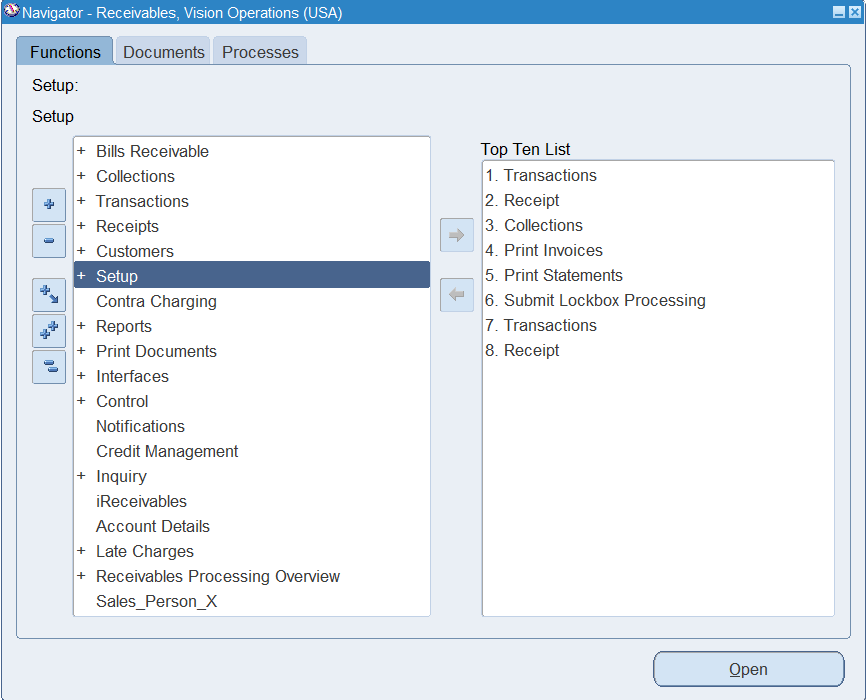 Navigator - Receivables, Vision Operations (USA)
Functions
Documents
Processes
Setup:
Setup
+ Bills Receivable
+ Collections
+ Transactions
+ Receipts
+ Customers
+ Setup
Contra Charging
+ Reports
+ Print Documents
+ Interfaces
+ Control
Notifications
Credit Management
+ Inquiry
iReceivables
Account Details
+ Late Charges
+ Receivables Processing Overview
Sales_Person_X
Top Ten List
1. Transactions
2. Receipt
3. Collections
4. Print Invoices
5. Print Statements
6. Submit Lockbox Processing
7. Transactions
8. Receipt
Open